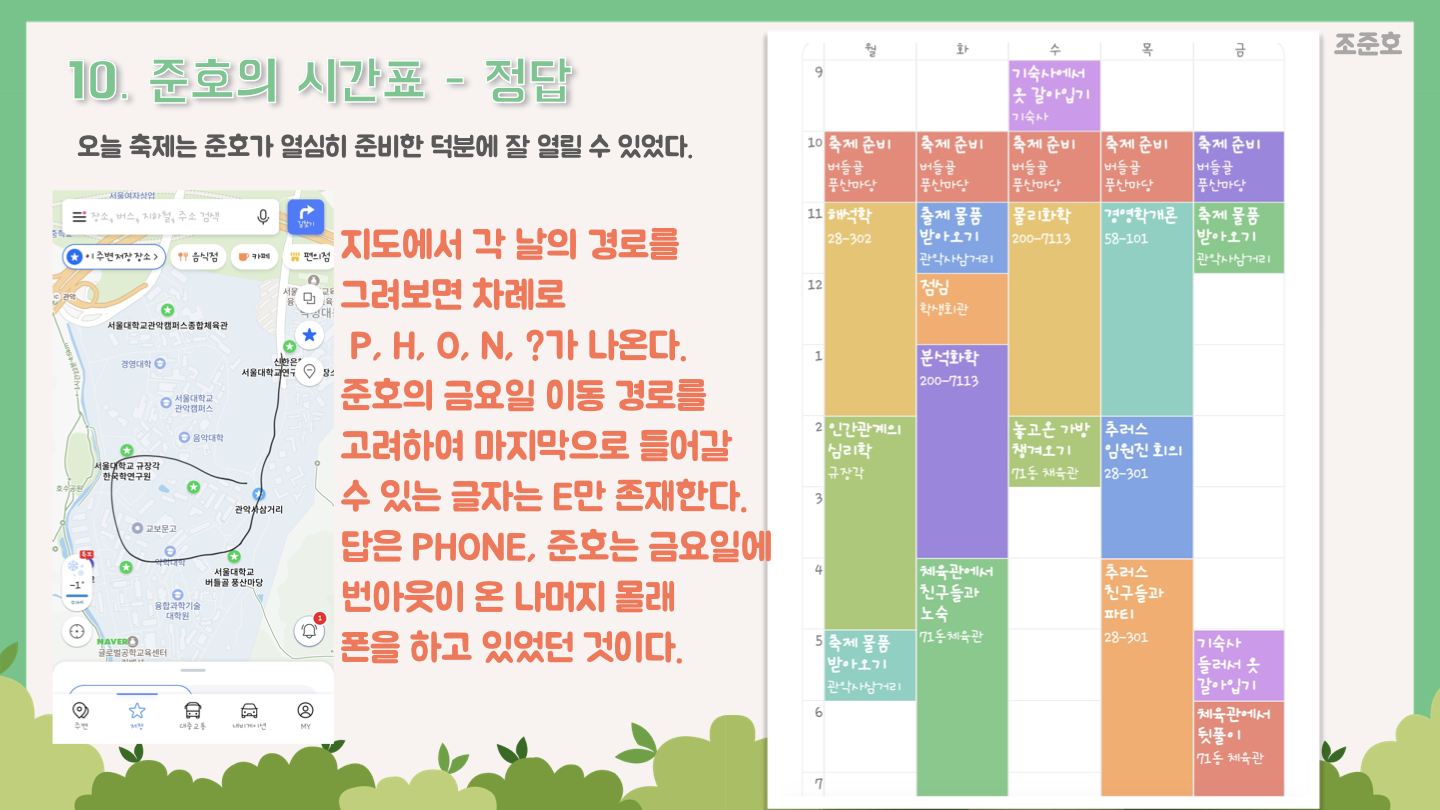 조준호
10. 준호의 시간표 - 정답
오늘 축제는 준호가 열심히 준비한 덕분에 잘 열릴 수 있었다.
서울여자상업
장소, 버스, 지하철, 주소 검색
길찾기
이 주변 저장 장소 >
음식점
카페
편의점
관악
서울대학교관악캠퍼스종합체육관
경영대학
신한은
서울대학교연구
서울대학교
관악캠퍼스
음악대학
서울대학교 규장각
한국학연구원
호수공원
관악사삼거리
교보문고
약학대학
서울대학교
버들골 풍산마당
-1°
융합과학기술
대학원
NAVER
글로벌공학교육센터
1
주변
저장
대중교통
내비게이션
MY
지도에서 각 날의 경로를
그려보면 차례로
P, H, O, N, ?가 나온다.
준호의 금요일 이동 경로를
고려하여 마지막으로 들어갈
수 있는 글자는 E만 존재한다.
답은 PHONE, 준호는 금요일에
번아웃이 온 나머지 몰래
폰을 하고 있었던 것이다.
월 화 수 목 금
9
기숙사에서
옷 갈아입기
기숙사
10
축제 준비
버들골
풍산마당
축제 준비
버들골
풍산마당
축제 준비
버들골
풍산마당
축제 준비
버들골
풍산마당
축제 준비
버들골
풍산마당
11
해석학
28-302
출제 물품
받아오기
관악사삼거리
물리화학
200-7113
경영학개론
58-101
축제 물품
받아오기
관악사삼거리
12
점심
학생회관
1
분석화학
200-7113
2
인간관계의
심리학
규장각
놓고온 가방
챙겨오기
71동 체육관
추러스
임원진 회의
28-301
3
4
체육관에서
친구들과
노숙
71동체육관
추러스
친구들과
파티
28-301
5
축제 물품
받아오기
관악사삼거리
기숙사
들러서 옷
갈아입기
6
체육관에서
뒷풀이
71동 체육관
7